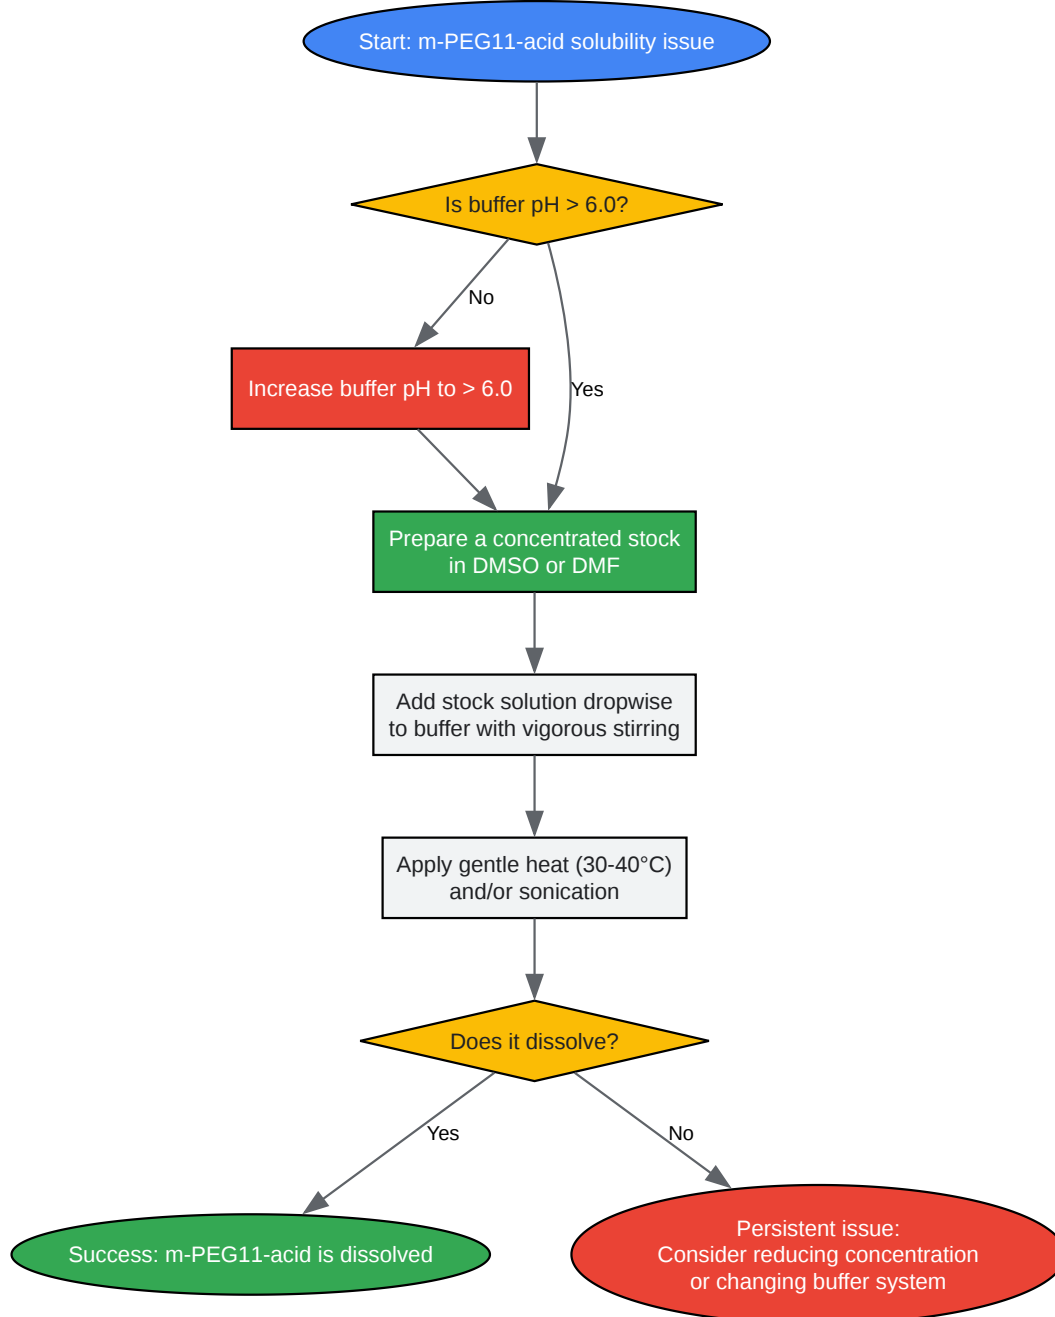 Start: m-PEG11-acid solubility issue
Is buffer pH > 6.0?
No
Increase buffer pH to > 6.0
Yes
Prepare a concentrated stock
in DMSO or DMF
Add stock solution dropwise
to buffer with vigorous stirring
Apply gentle heat (30-40°C)
and/or sonication
Does it dissolve?
Yes
No
Success: m-PEG11-acid is dissolved
Persistent issue:
Consider reducing concentration
or changing buffer system